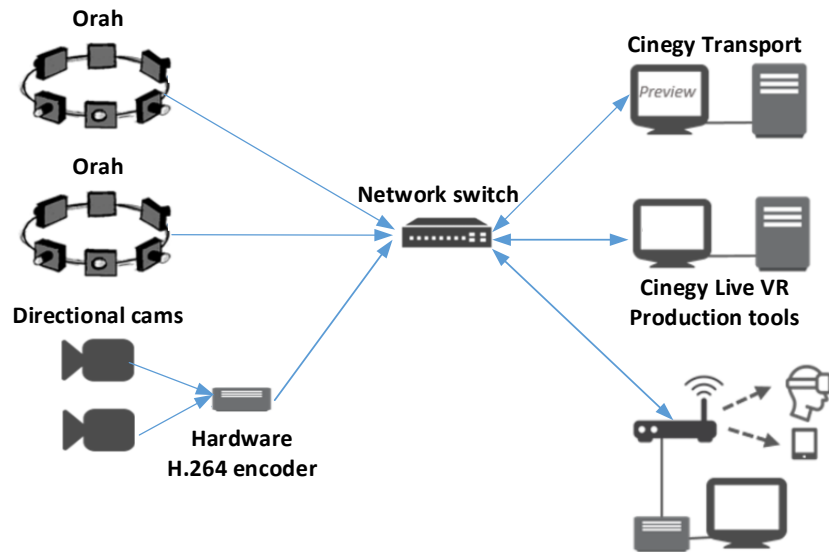 Orah
Cinegy Transport
Preview
Orah
Network switch
Directional cams
Cinegy Live VR
Production tools
Hardware
H.264 encoder